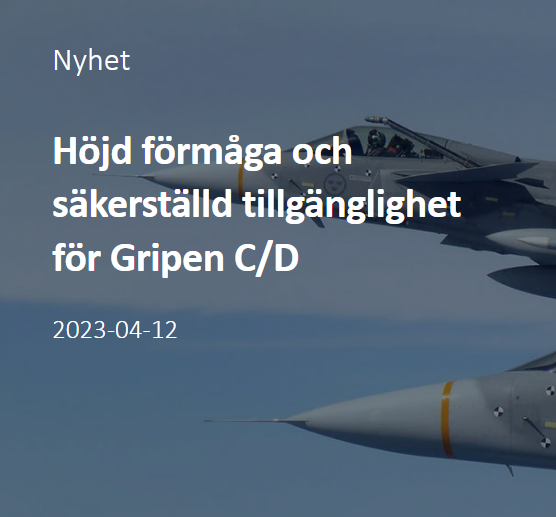 Nyhet
Höjd förmåga och
säkerställd tillgänglighet
för Gripen C/D
2023-04-12